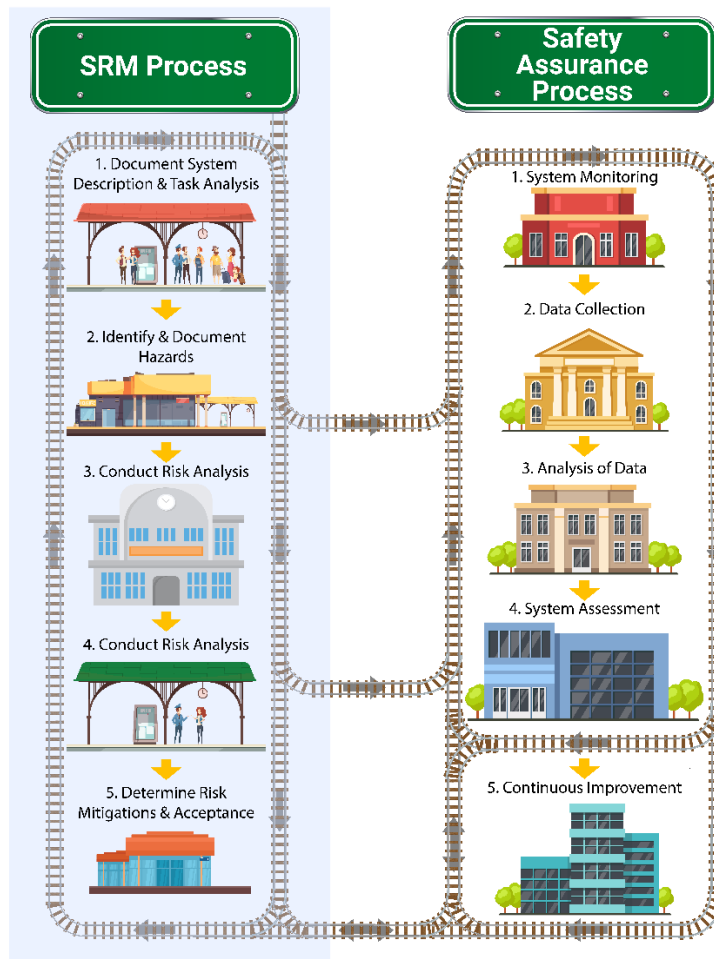 SRM Process
1. Document System
Description & Task Analysis
2. Identify & Document
Hazards
3. Conduct Risk Analysis
4. Conduct Risk Analysis
5. Determine Risk
Mitigations & Acceptance
Safety
Assurance
Process
1. System Monitoring
2. Data Collection
3. Analysis of Data
4. System Assessment
5. Continuous Improvement